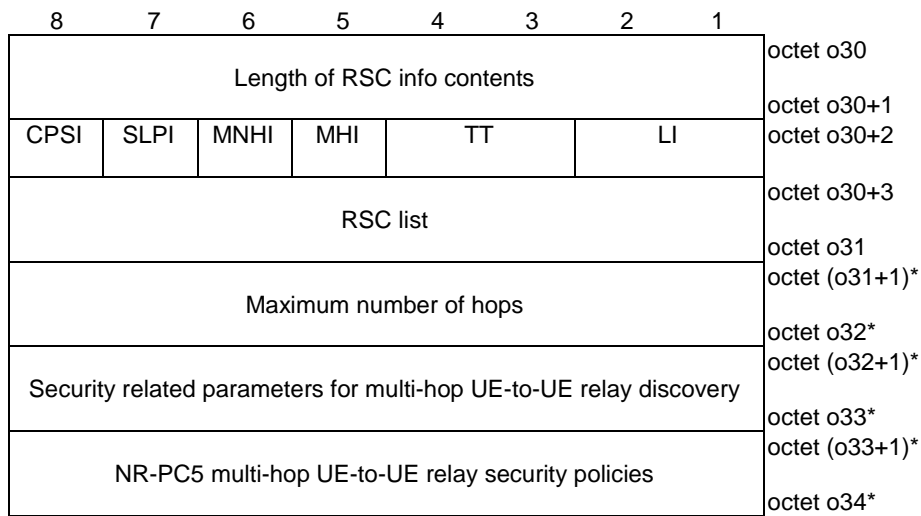 8 7 6 5 4 3 2 1
octet o30
Length of RSC info contents
octet o30+1
CPSI SLPI MNHI MHI TT LI octet o30+2
octet o30+3
RSC list
octet o31
octet (o31+1)*
Maximum number of hops
octet o32*
octet (o32+1)*
Security related parameters for multi-hop UE-to-UE relay discovery
octet o33*
octet (o33+1)*
NR-PC5 multi-hop UE-to-UE relay security policies
octet o34*